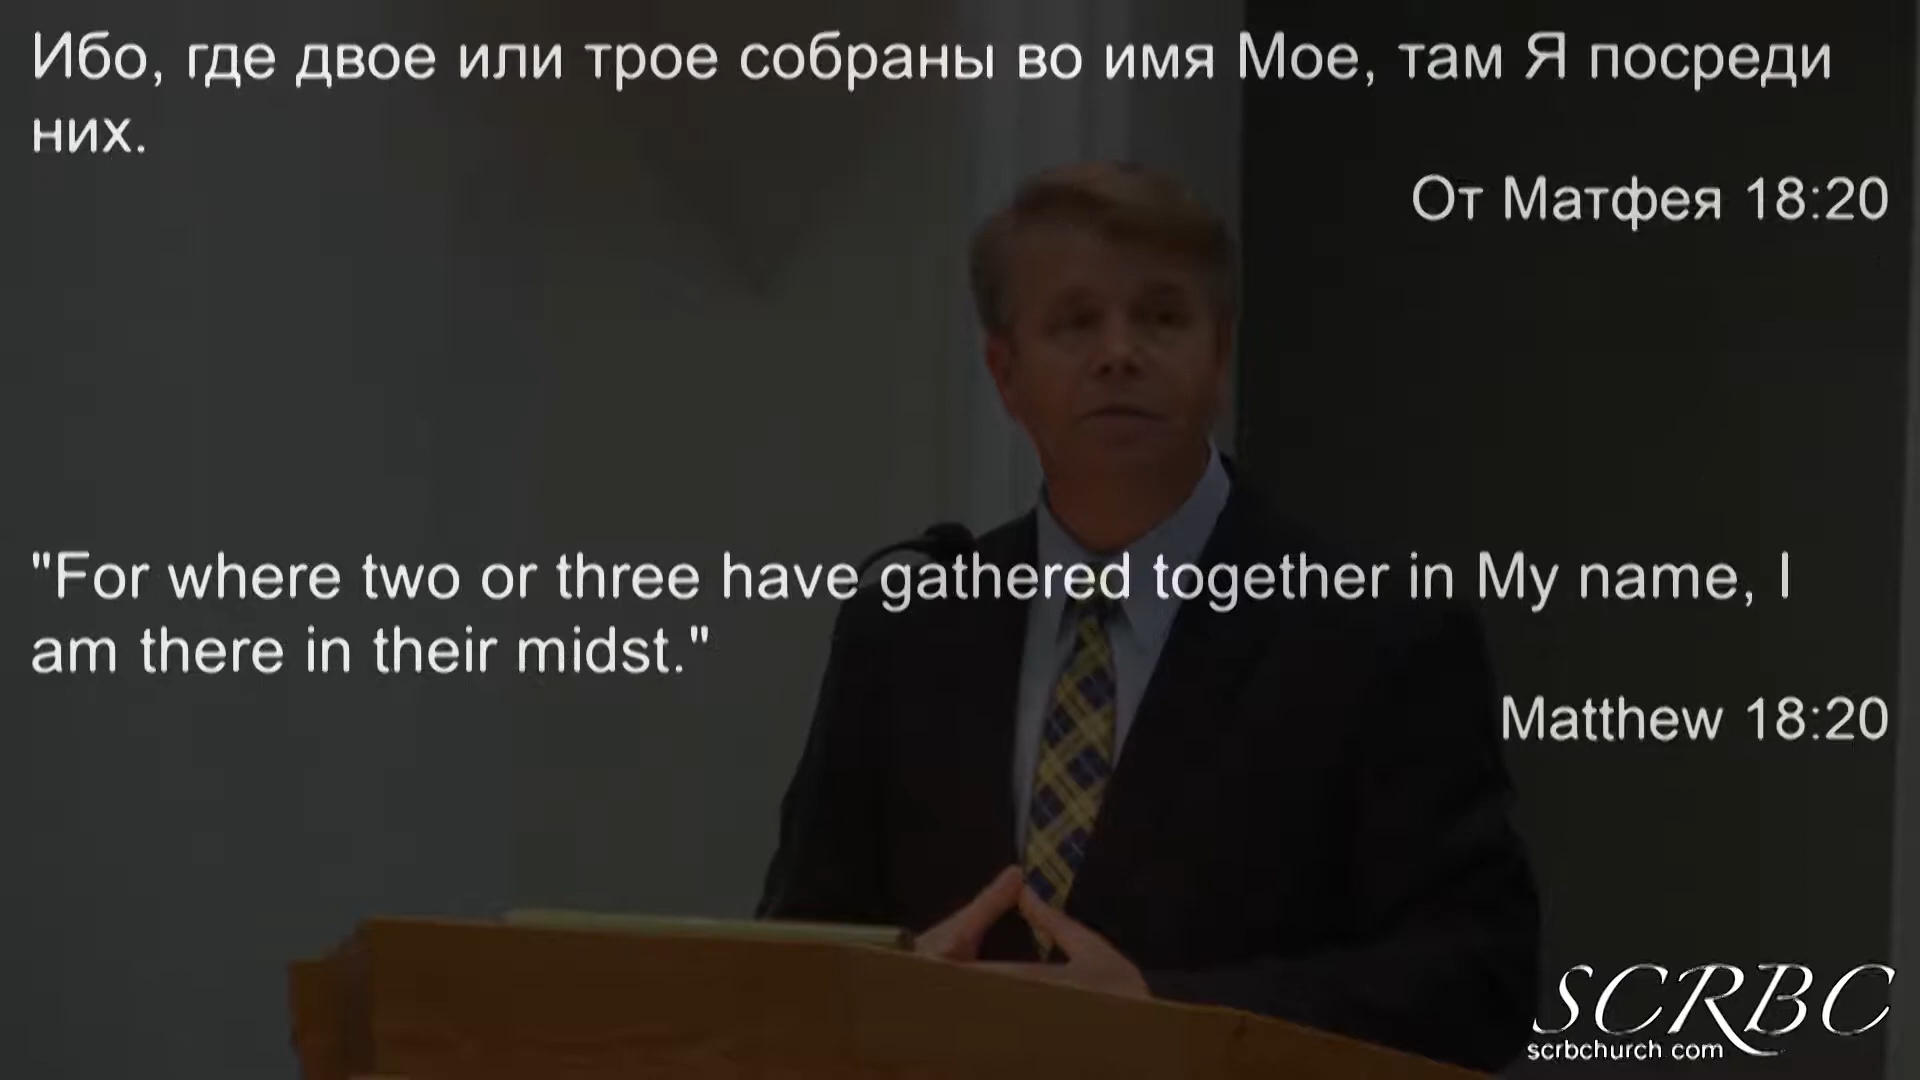 Ибо, где двое или трое собраны во имя Мое, там Я посреди
них.
От Матфея 18:20
"For where two or three have gathered together in My name, I
am there in their midst."
Matthew 18:20
SCRBC
scrbchurch com